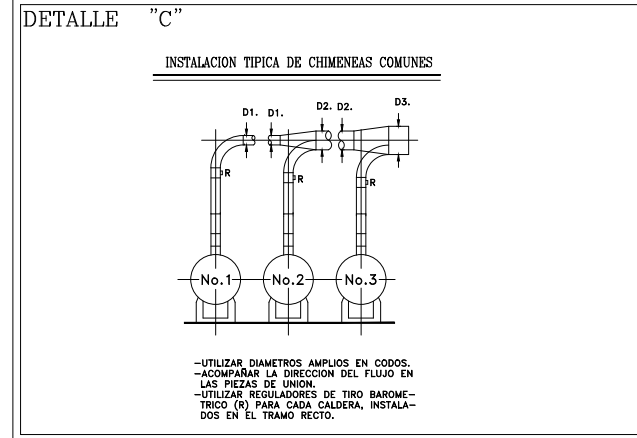 DETALLE "C"
INSTALACION TIPICA DE CHIMENEAS COMUNES
D1. D1. D2. D2. D3.
R R R
No.1 No.2 No.3
-UTILIZAR DIAMETROS AMPLIOS EN CODOS.
-ACOMPAÑAR LA DIRECCION DEL FLUJO EN
LAS PIEZAS DE UNION.
-UTILIZAR REGULADORES DE TIRO BAROME-
TRICO (R) PARA CADA CALDERA, INSTALA-
DOS EN EL TRAMO RECTO.